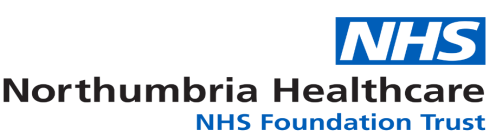 NHS
Northumbria Healthcare
NHS Foundation Trust